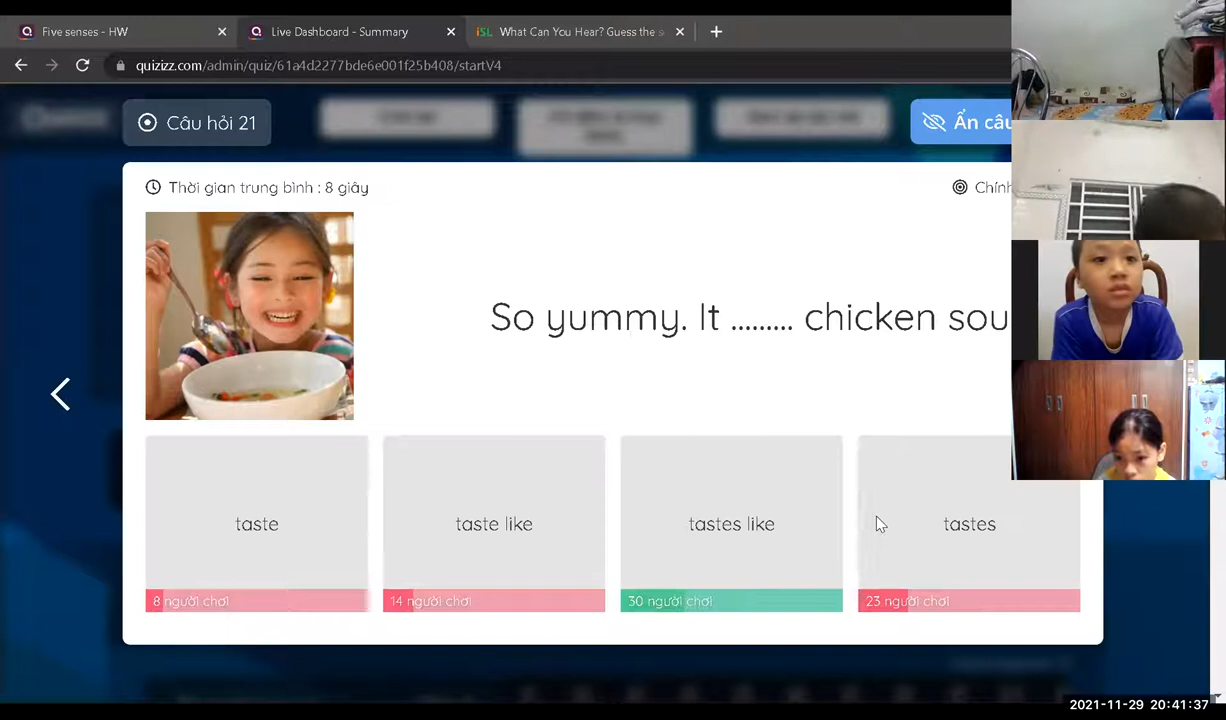 Five senses - HW
Live Dashboard - Summary
iSL What Can You Hear? Guess the s
quizizz.com/admin/quiz/61a4d2277bde6e001f25b408/startV4
Câu hỏi 21
Ẩn câu
Thời gian trung bình : 8 giây
Chính
So yummy. It ......... chicken sou
taste
taste like
tastes like
tastes
8 người chơi
14 người chơi
30 người chơi
23 người chơi
2021-11-29 20:41:37